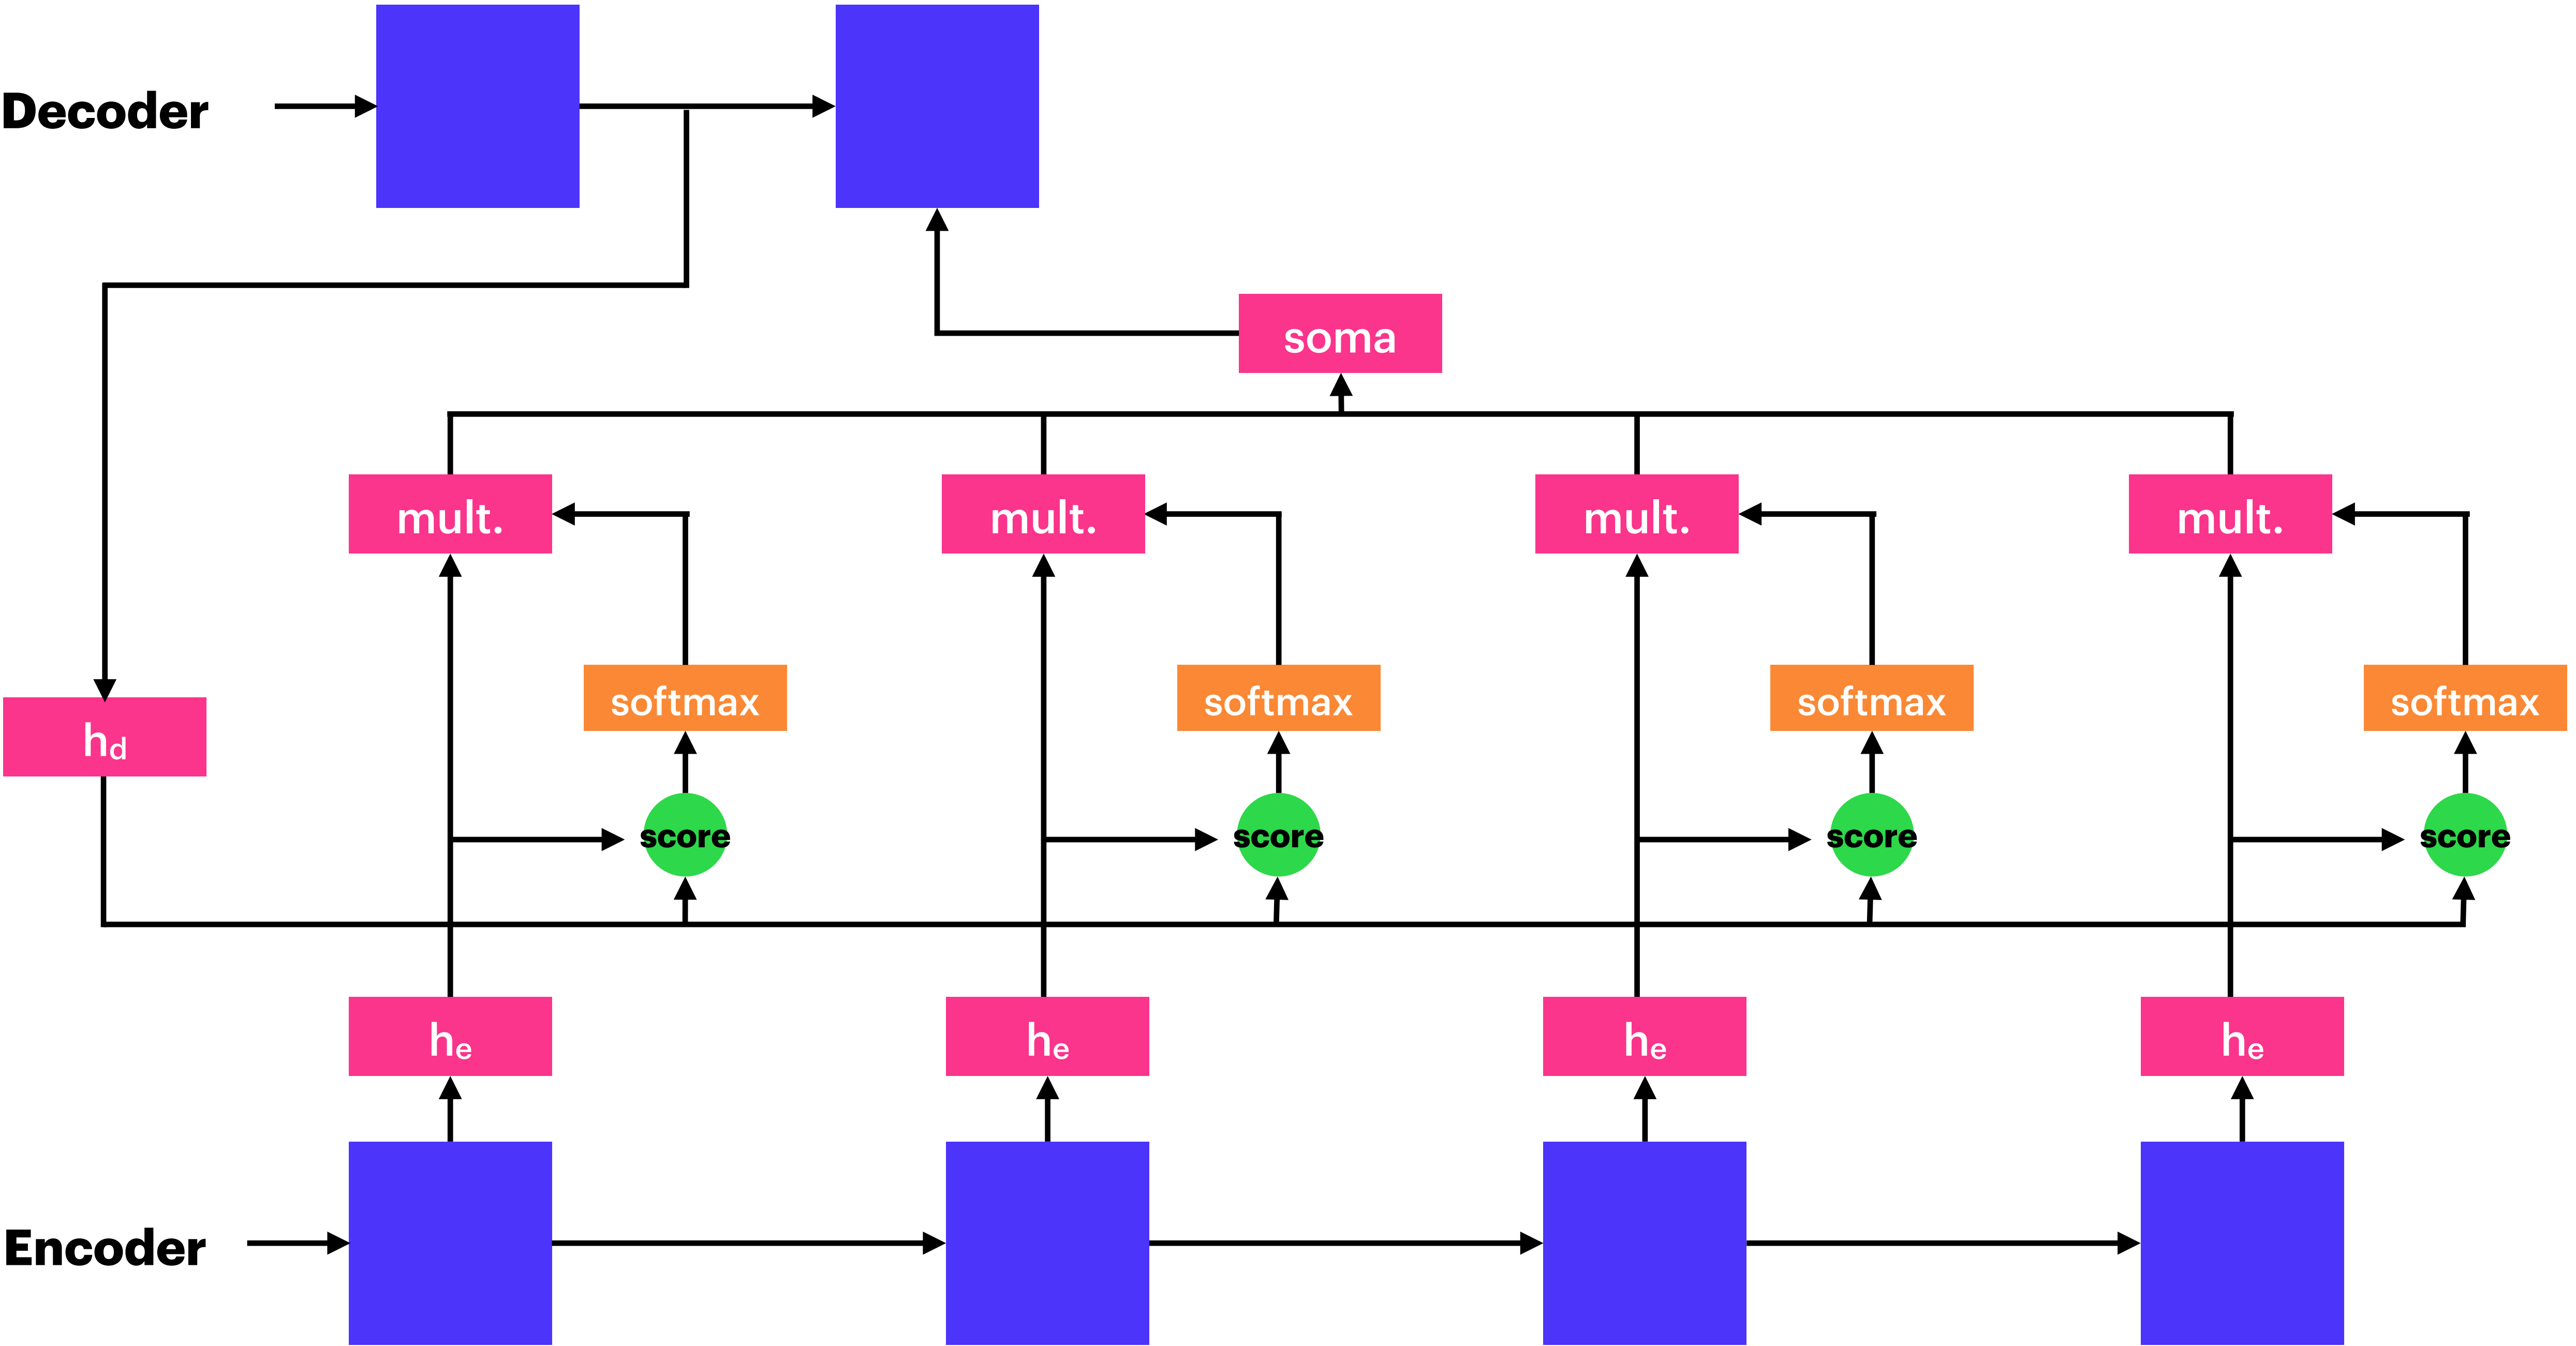 Decoder
soma
mult. mult. mult. mult.
softmax softmax softmax softmax
hd
score score score score
he he he he
Encoder